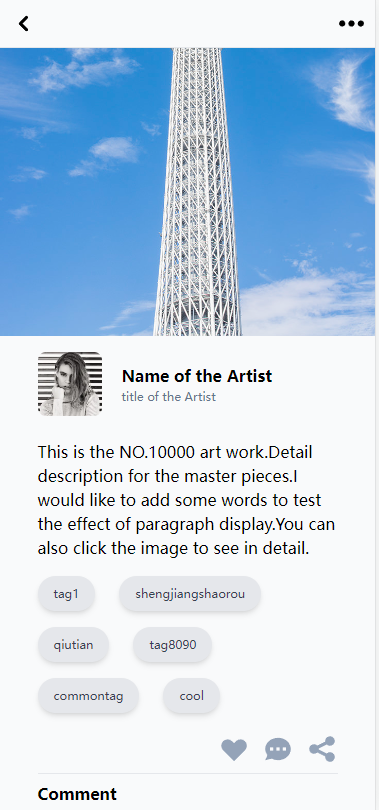 Name of the Artist
title of the Artist
This is the NO.10000 art work.Detail
description for the master pieces.I
would like to add some words to test
the effect of paragraph display.You can
also click the image to see in detail.
tag1 shengjiangshaorou
qiutian tag8090
commontag cool
Comment